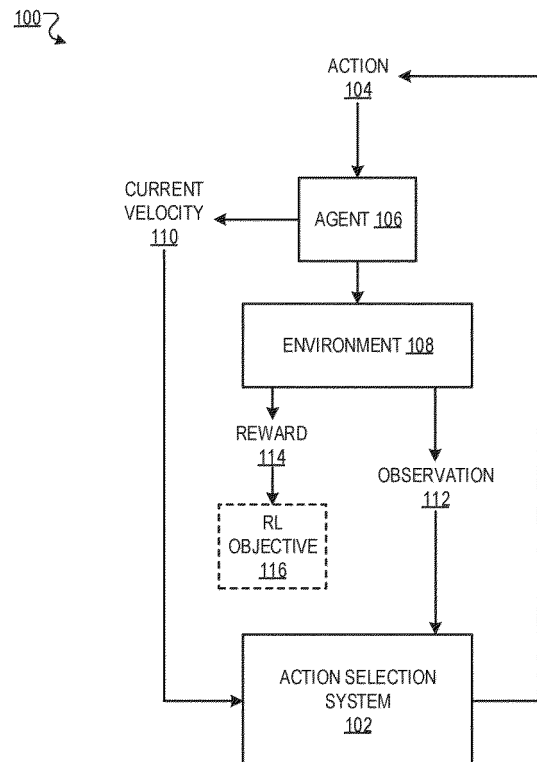 100
ACTION
104
CURRENT
VELOCITY
110
AGENT 106
ENVIRONMENT 108
REWARD
114
OBSERVATION
112
RL
OBJECTIVE
116
ACTION SELECTION
SYSTEM
102